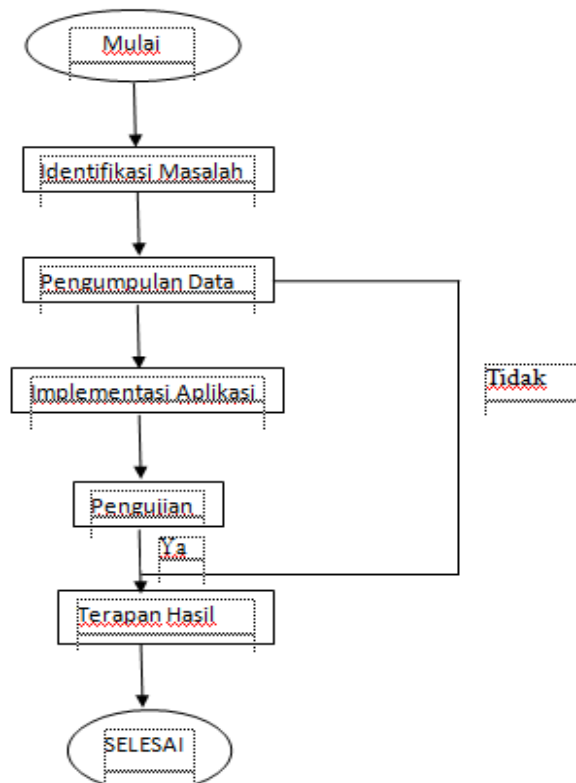 Mulai
Identifikasi Masalah
Pengumpulan Data
Implementasi Aplikasi
Tidak
Pengujian
Ya
Terapan Hasil
SELESAI